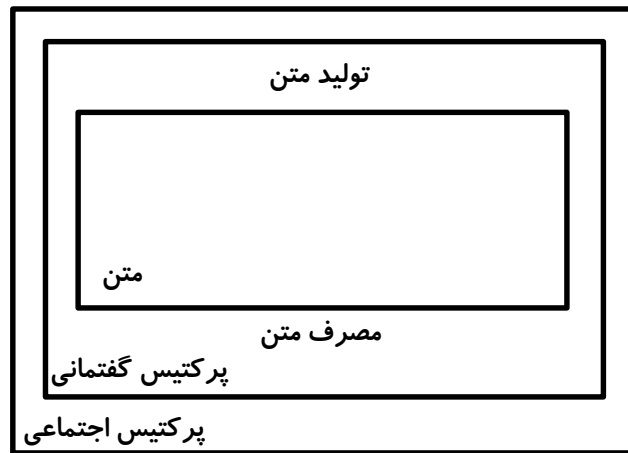 تولید متن
متن
مصرف متن
پرکتیس گفتمانی
پرکتیس اجتماعی